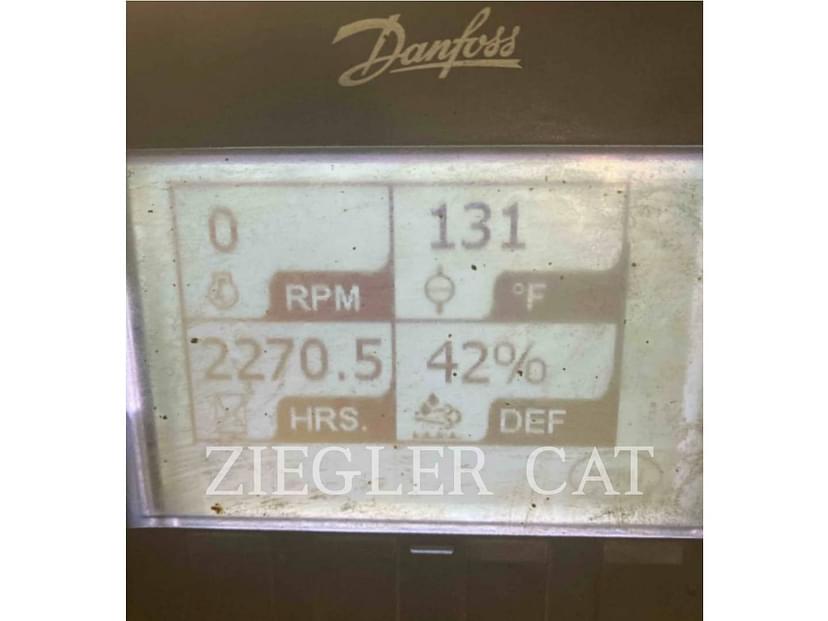 Danfoss
0 131
RPM °F
2270.5 42%
HRS. DEF
ZIEGLER CAT